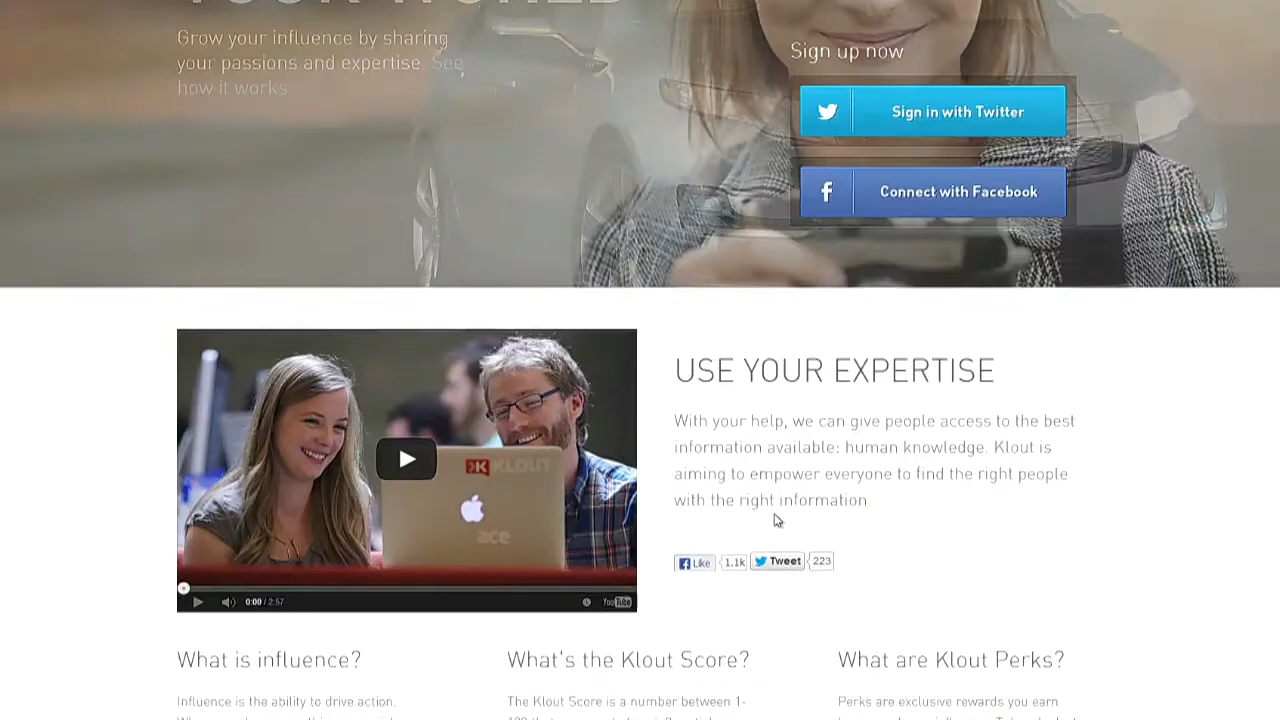 YOUR WORLD
Grow your influence by sharing
your passions and expertise. See
how it works
Sign up now
Sign in with Twitter
f
Connect with Facebook
KLOUT
ace
USE YOUR EXPERTISE
With your help, we can give people access to the best
information available: human knowledge. Klout is
aiming to empower everyone to find the right people
with the right information.
Like
1.1k
Tweet
223
0:00 / 2:57
YouTube
What is influence?
What's the Klout Score?
What are Klout Perks?
Influence is the ability to drive action.
The Klout Score is a number between 1-
Perks are exclusive rewards you earn